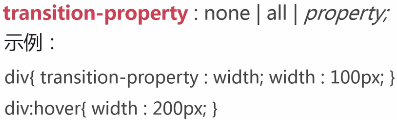 transition-property : none | all | property;
示例：
div{ transition-property : width; width : 100px; }
div:hover{ width : 200px; }